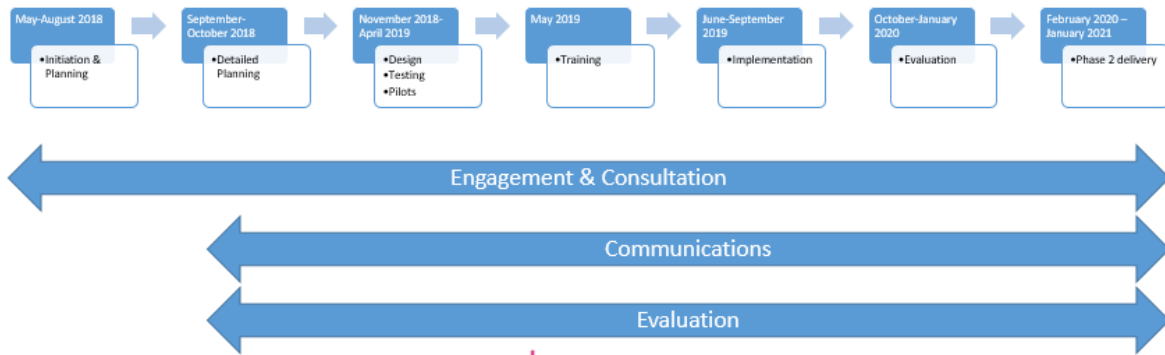 May-August 2018
•Initiation &
Planning
September-
October 2018
•Detailed
Planning
November 2018-
April 2019
•Design
•Testing
•Pilots
May 2019
•Training
June-September
2019
•Implementation
October-January
2020
•Evaluation
February 2020 –
January 2021
•Phase 2 delivery
Engagement & Consultation
Communications
Evaluation